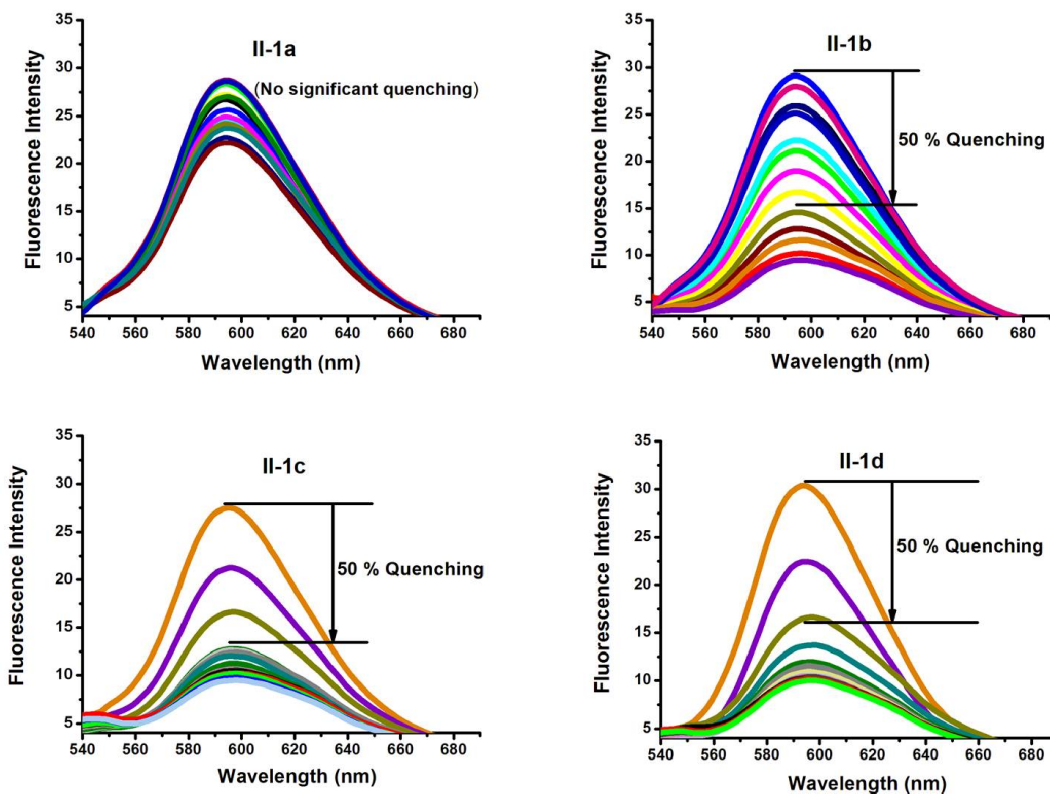 II-1a
(No significant quenching)
Fluorescence Intensity
35
30
25
20
15
10
5
540 560 580 600 620 640 660 680
Wavelength (nm)
II-1b
50 % Quenching
Fluorescence Intensity
35
30
25
20
15
10
5
540 560 580 600 620 640 660 680
Wavelength (nm)
II-1c
50 % Quenching
Fluorescence Intensity
35
30
25
20
15
10
5
540 560 580 600 620 640 660 680
Wavelength (nm)
II-1d
50 % Quenching
Fluorescence Intensity
35
30
25
20
15
10
5
540 560 580 600 620 640 660 680
Wavelength (nm)